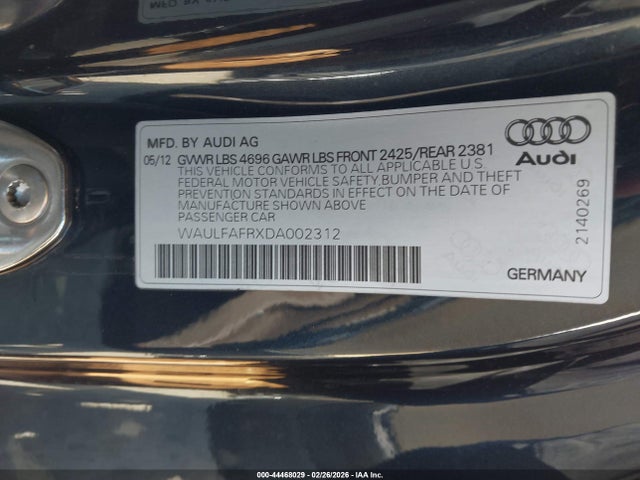 MFD. BY AUDI AG
05/12 GVWR LBS 4696 GAWR LBS FRONT 2425/REAR 2381
THIS VEHICLE CONFORMS TO ALL APPLICABLE U.S.
FEDERAL MOTOR VEHICLE SAFETY BUMPER AND THEFT
PREVENTION STANDARDS IN EFFECT ON THE DATE OF
MANUFACTURE SHOWN ABOVE
PASSENGER CAR
WAULFAFRXDA002312
Audi
2140269
GERMANY
000-44468029 - 02/26/2026 - IAA Inc.